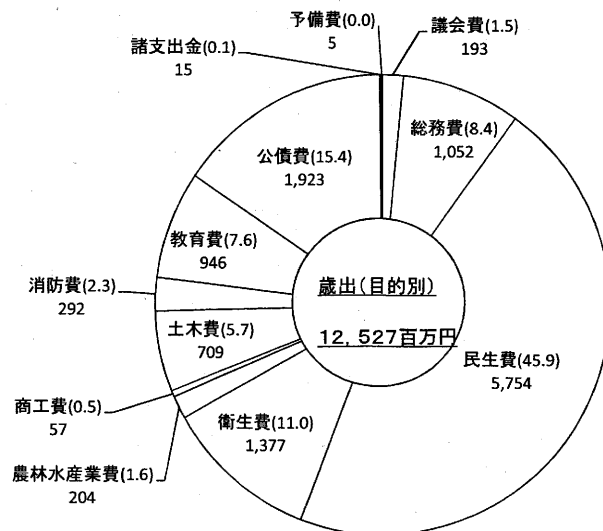 予備費(0.0)
5
議会費(1.5)
193
諸支出金(0.1)
15
総務費(8.4)
1,052
公債費(15.4)
1,923
教育費(7.6)
946
消防費(2.3)
292
歳出(目的別)
12,527百万円
土木費(5.7)
709
民生費(45.9)
5,754
商工費(0.5)
57
衛生費(11.0)
1,377
農林水産業費(1.6)
204